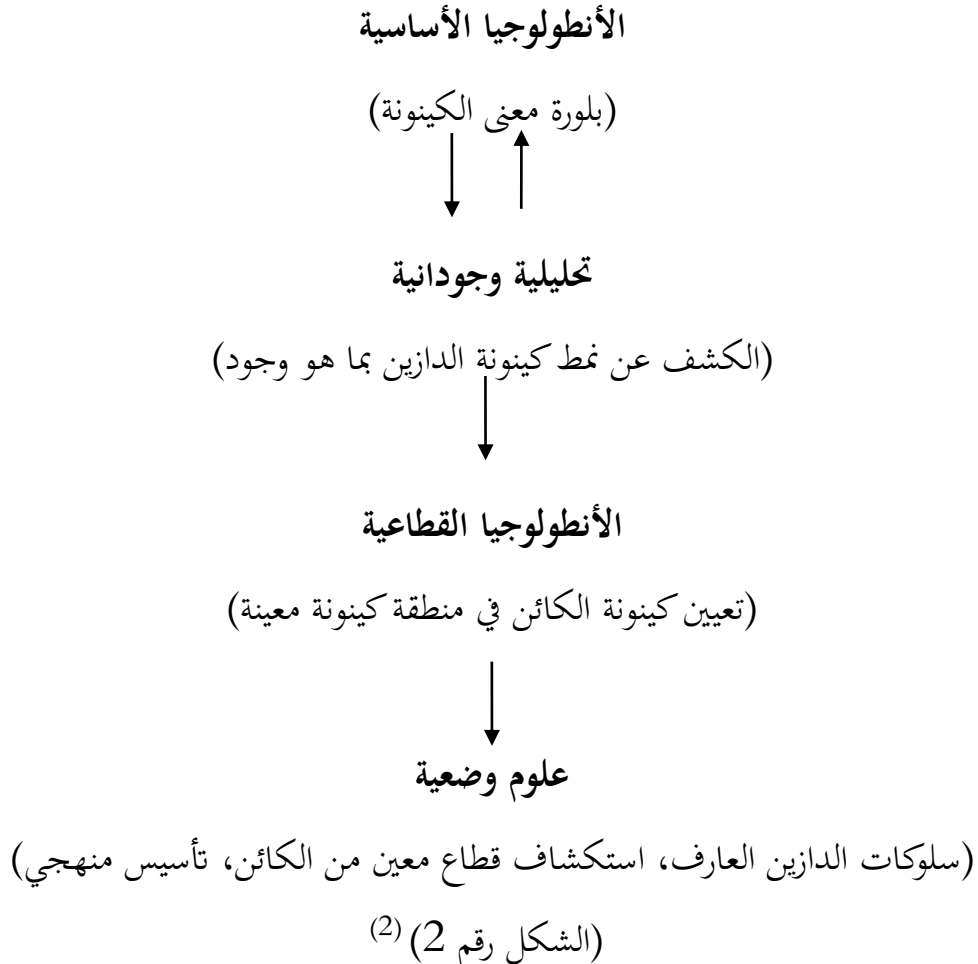 الأنطولوجيا الأساسية
(بلورة معنى الكينونة)
تحليلية وجودانية
(الكشف عن نمط كينونة الدازين بما هو وجود)
الأنطولوجيا القطاعية
(تعيين كينونة الكائن في منطقة كينونة معينة)
علوم وضعية
(سلوكات الدازين العارف، استكشاف قطاع معين من الكائن، تأسيس منهجي)
(الشكل رقم 2) (2)